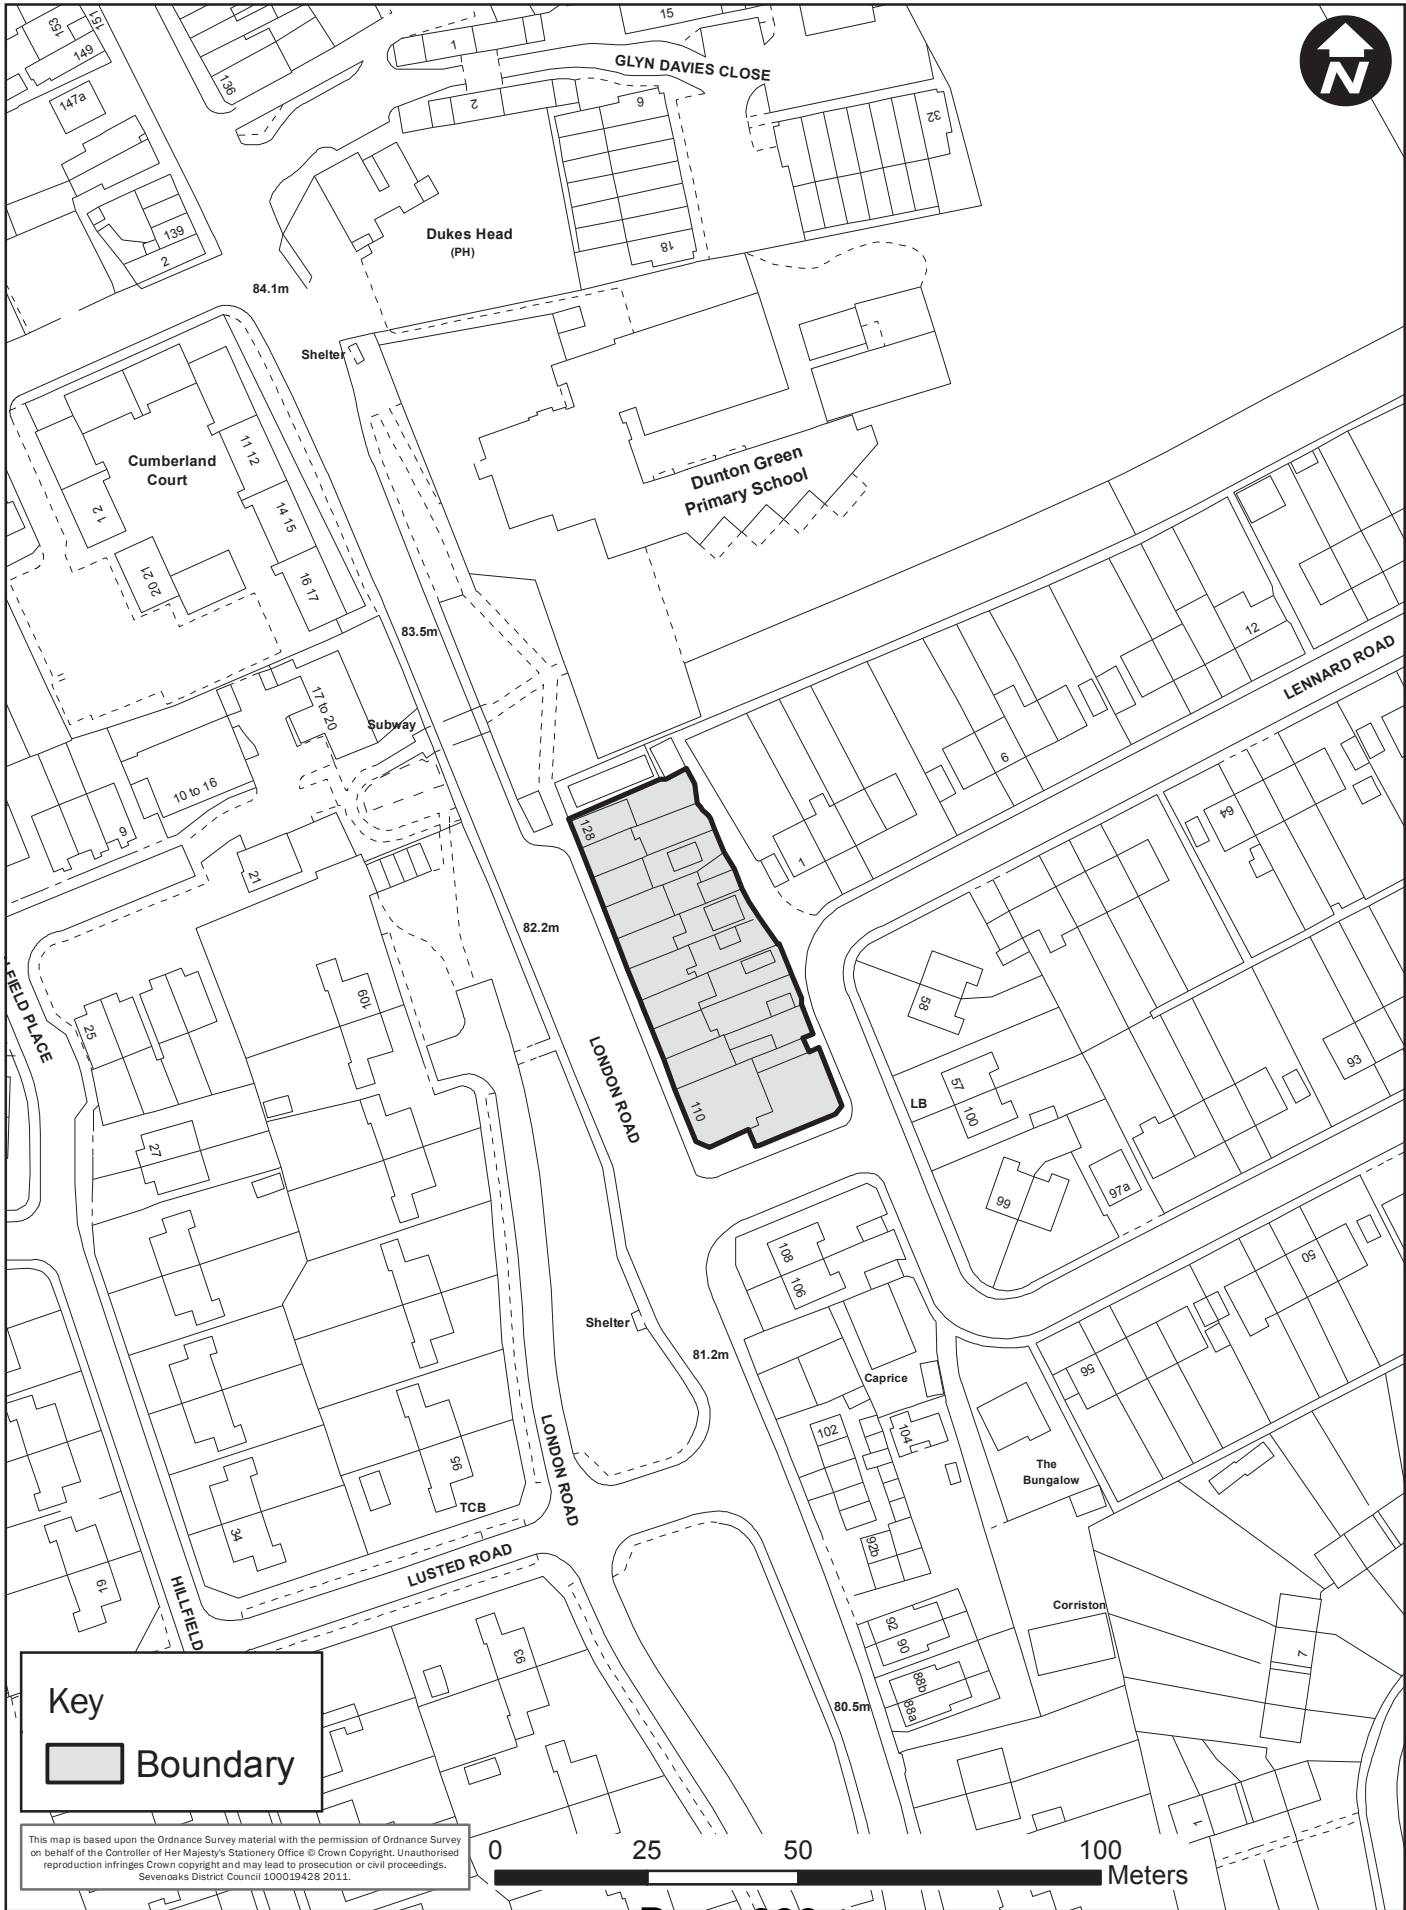 153
151
149
147a
136
1
15
GLYN DAVIES CLOSE
N
2
6
32
139
2
18
Dukes Head
(PH)
84.1m
Shelter
Cumberland
Court
11 12
14 15
16 17
1 2
20 21
Dunton Green
Primary School
83.5m
17 to 20
Subway
10 to 16
9
21
12
LENNARD ROAD
6
1
64
128
82.2m
109
25
58
57
100
LB
93
LONDON ROAD
110
27
99
97a
108
106
50
56
Shelter
81.2m
Caprice
102
104
The
Bungalow
95
TCB
LONDON ROAD
34
92b
LUSTED ROAD
19
HILLFIELD
93
92
90
88b
88a
Corriston
7
80.5m
1
Key
Boundary
This map is based upon the Ordnance Survey material with the permission of Ordnance Survey
on behalf of the Controller of Her Majesty's Stationery Office © Crown Copyright. Unauthorised
reproduction infringes Crown copyright and may lead to prosecution or civil proceedings.
Sevenoaks District Council 100019428 2011.
0 25 50 100
Meters